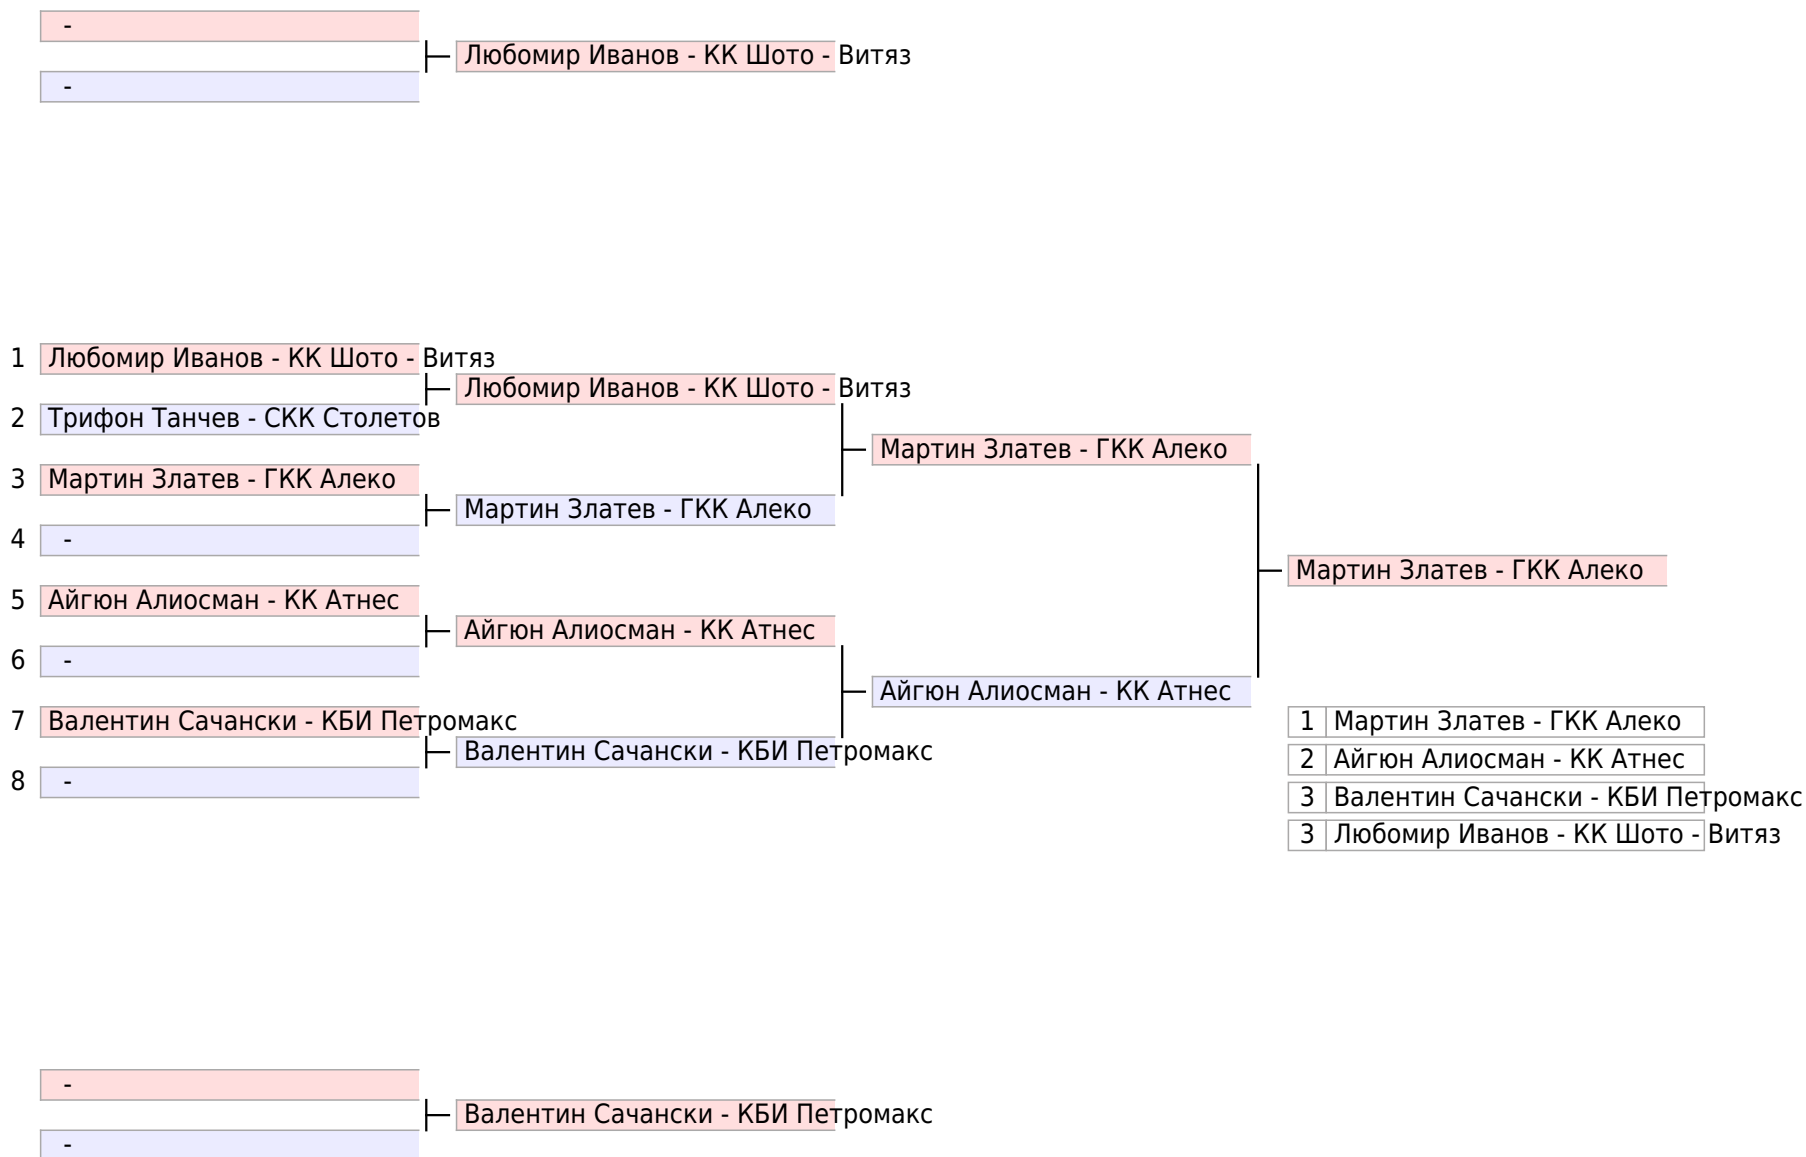 -
Любомир Иванов - КК Шото - Витяз
-
1 Любомир Иванов - КК Шото - Витяз
Любомир Иванов - КК Шото - Витяз
2 Трифон Танчев - СКК Столетов
Мартин Златев - ГКК Алеко
3 Мартин Златев - ГКК Алеко
Мартин Златев - ГКК Алеко
4 -
Мартин Златев - ГКК Алеко
5 Айгюн Алиосман - КК Атнес
Айгюн Алиосман - КК Атнес
6 -
Айгюн Алиосман - КК Атнес
7 Валентин Сачански - КБИ Петромакс
Валентин Сачански - КБИ Петромакс
8 -
1 Мартин Златев - ГКК Алеко
2 Айгюн Алиосман - КК Атнес
3 Валентин Сачански - КБИ Петромакс
3 Любомир Иванов - КК Шото - Витяз
-
Валентин Сачански - КБИ Петромакс
-